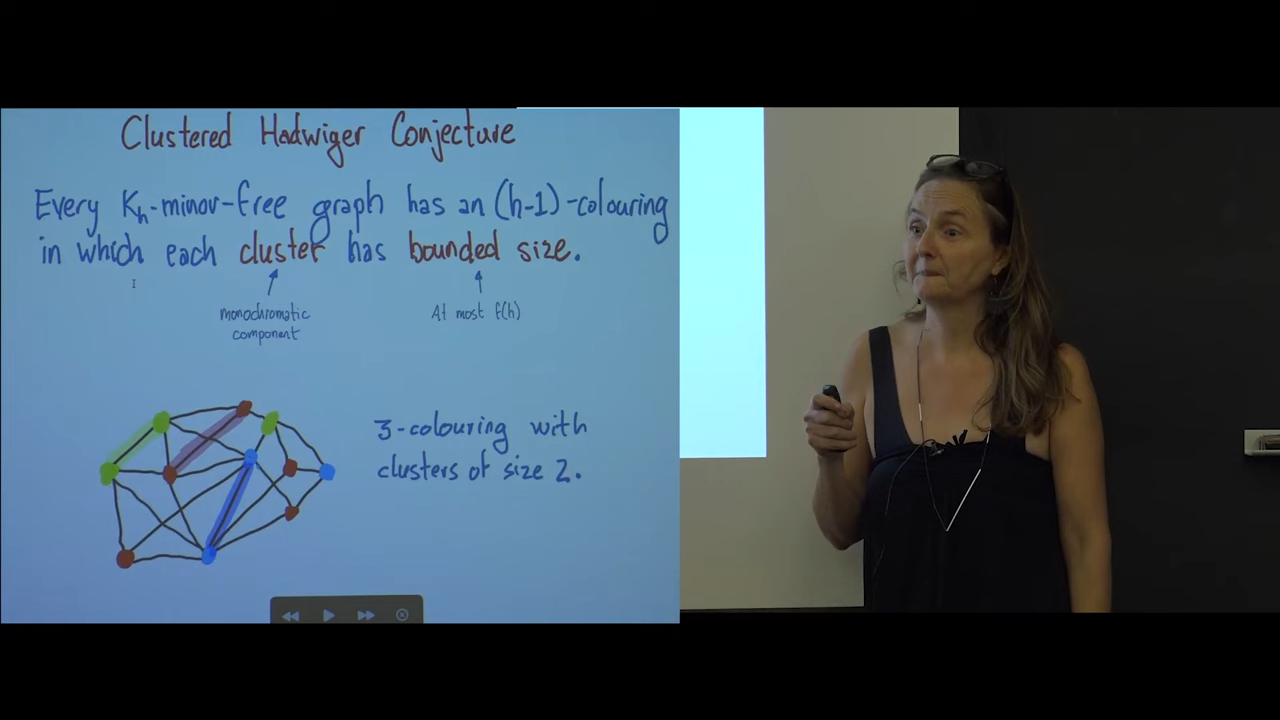 Clustered Hadwiger Conjecture
Every Kₕ-minor-free graph has an (h-1)-colouring
in which each cluster has bounded size.
monochromatic
component
At most f(h)
3-colouring with
clusters of size 2.